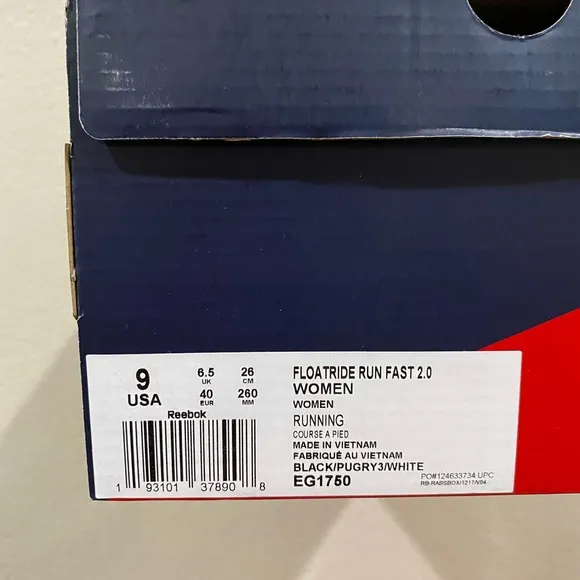 9
USA
6.5
UK
26
CM
40
EUR
260
MM
Reebok
1 93101 37890 8
FLOATRIDE RUN FAST 2.0
WOMEN
WOMEN
RUNNING
COURSE A PIED
MADE IN VIETNAM
FABRIQUÉ AU VIETNAM
BLACK/PUGRY3/WHITE
EG1750
PO#124633734 UPC
RB-RABSBOX/1217/V04